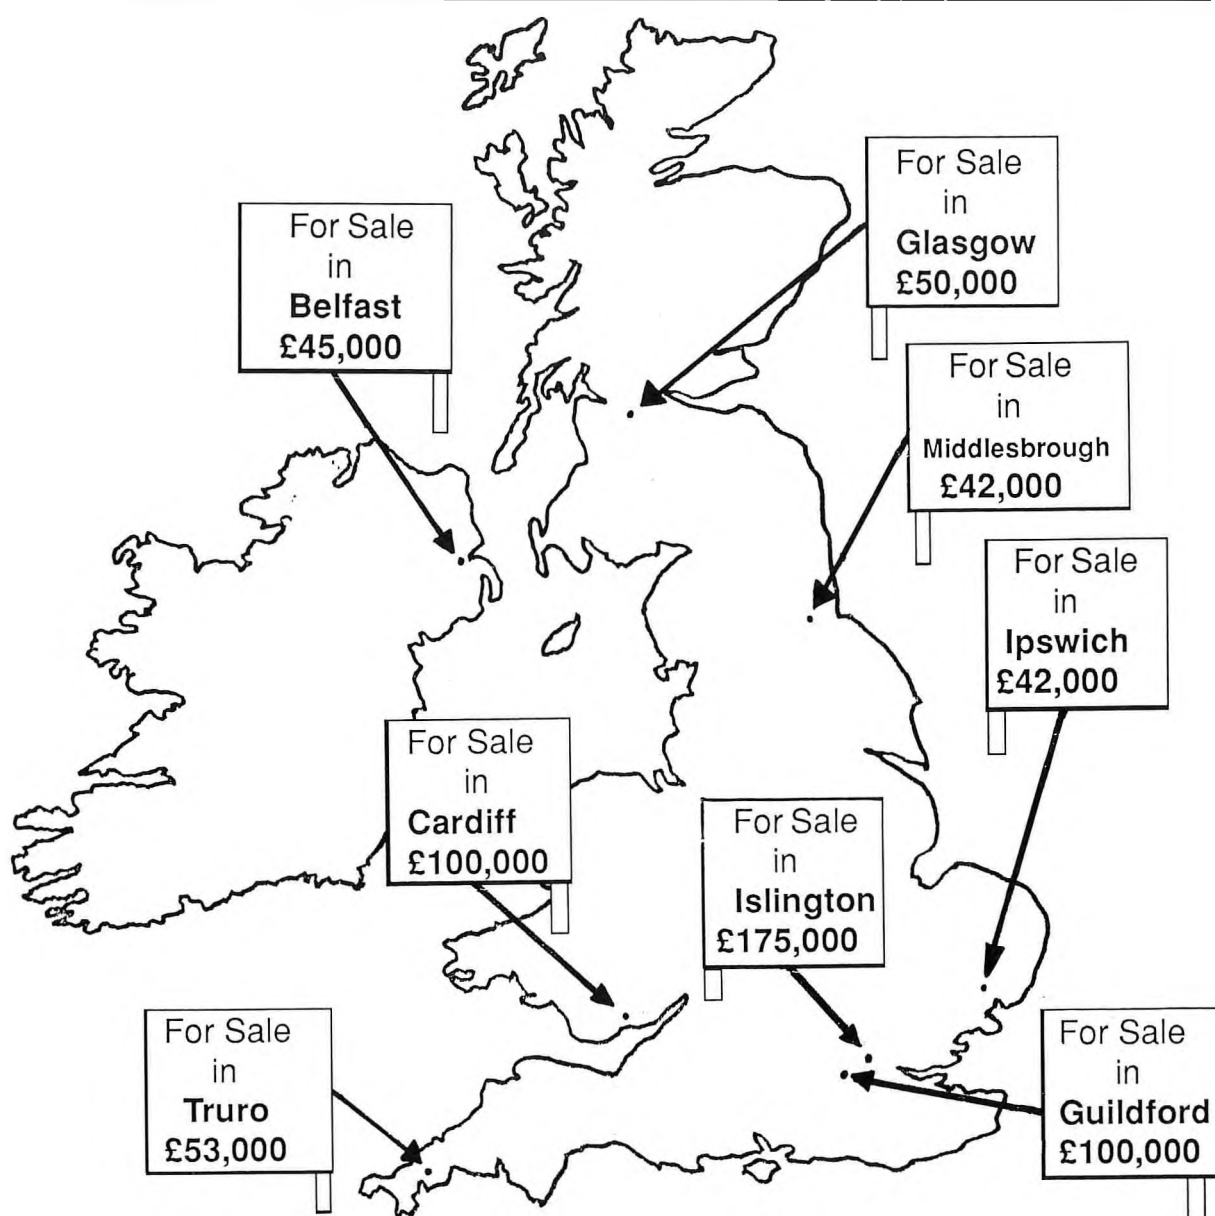 For Sale
in
Glasgow
£50,000
For Sale
in
Belfast
£45,000
For Sale
in
Middlesbrough
£42,000
For Sale
in
Ipswich
£42,000
For Sale
in
Cardiff
£100,000
For Sale
in
Islington
£175,000
For Sale
in
Truro
£53,000
For Sale
in
Guildford
£100,000